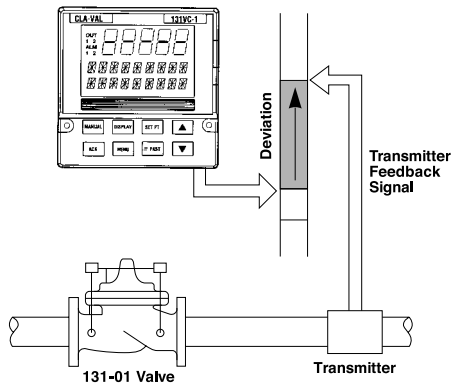 CLA-VAL 131VC-1
OUT
1 2
ALM
1 2
MANUAL DISPLAY SET PT ▲
ACK MENU ▼
Deviation
Transmitter
Feedback
Signal
131-01 Valve
Transmitter